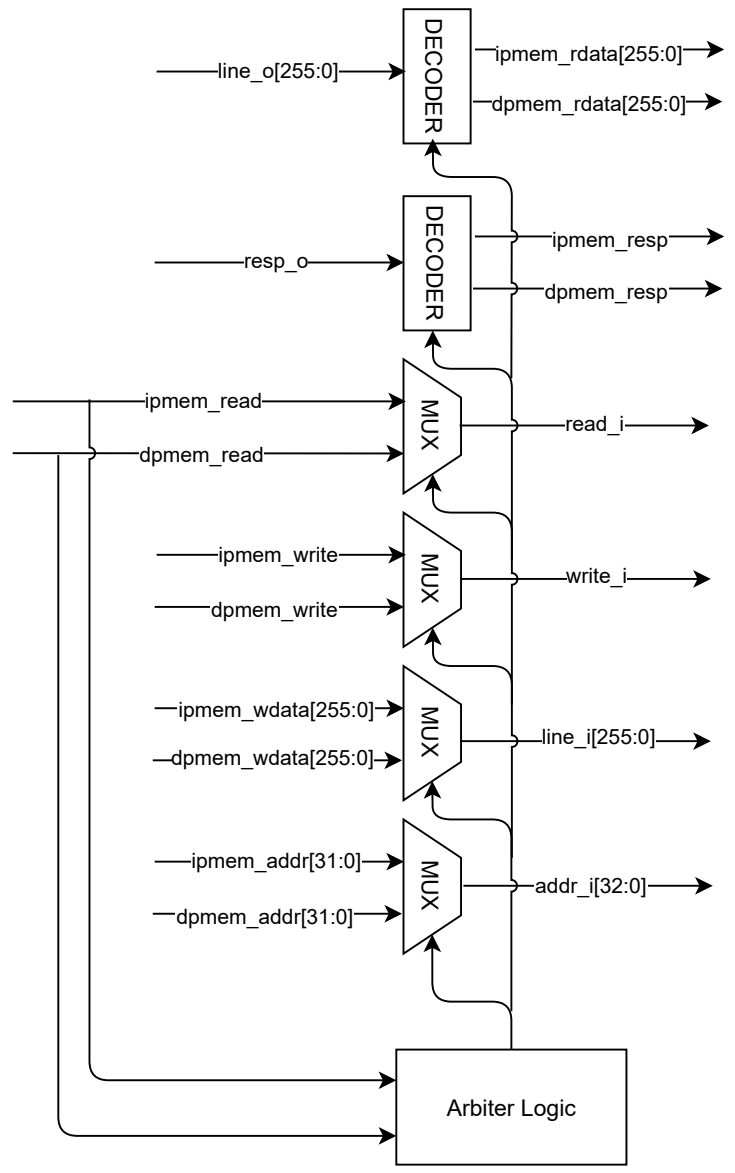 DECODER
line_o[255:0]
ipmem_rdata[255:0]
dpmem_rdata[255:0]
DECODER
resp_o
ipmem_resp
dpmem_resp
ipmem_read
dpmem_read
MUX
read_i
ipmem_write
dpmem_write
MUX
write_i
ipmem_wdata[255:0]
dpmem_wdata[255:0]
MUX
line_i[255:0]
ipmem_addr[31:0]
dpmem_addr[31:0]
MUX
addr_i[32:0]
Arbiter Logic